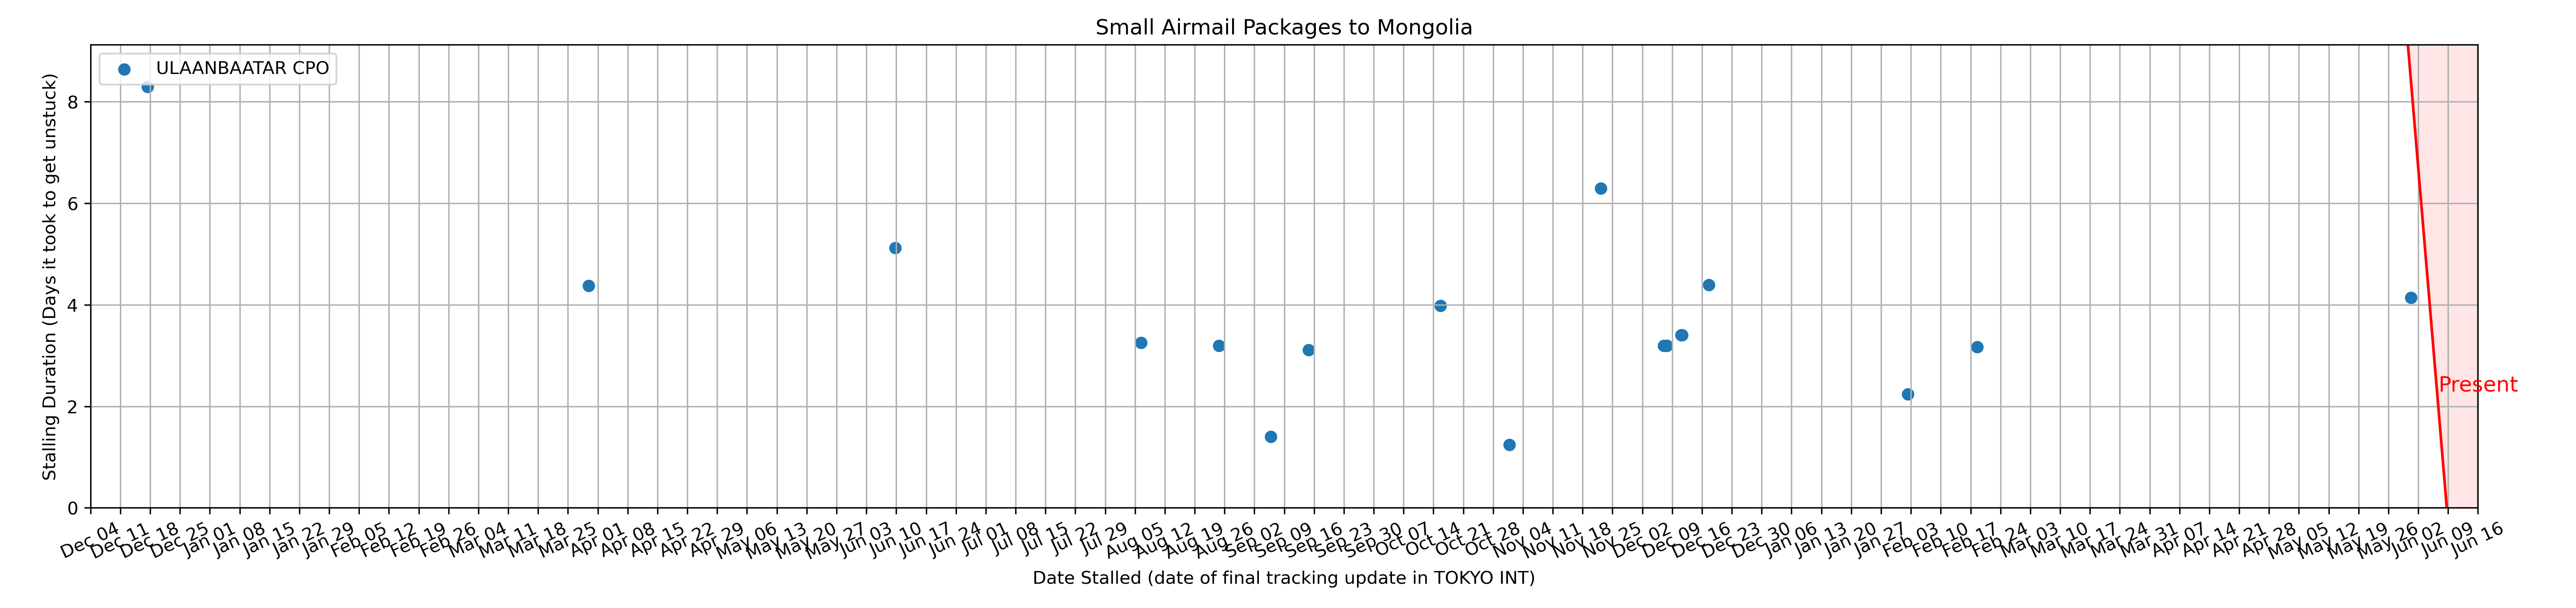 Small Airmail Packages to Mongolia
ULAANBAATAR CPO
Stalling Duration (Days it took to get unstuck)
8
6
4
2
0
Present
Dec 04 Dec 11 Dec 18 Dec 25 Jan 01 Jan 08 Jan 15 Jan 22 Jan 29 Feb 05 Feb 12 Feb 19 Feb 26 Mar 04 Mar 11 Mar 18 Mar 25 Apr 01 Apr 08 Apr 15 Apr 22 Apr 29 May 06 May 13 May 20 May 27 Jun 03 Jun 10 Jun 17 Jun 24 Jul 01 Jul 08 Jul 15 Jul 22 Jul 29 Aug 05 Aug 12 Aug 19 Aug 26 Sep 02 Sep 09 Sep 16 Sep 23 Sep 30 Oct 07 Oct 14 Oct 21 Oct 28 Nov 04 Nov 11 Nov 18 Nov 25 Dec 02 Dec 09 Dec 16 Dec 23 Dec 30 Jan 06 Jan 13 Jan 20 Jan 27 Feb 03 Feb 10 Feb 17 Feb 24 Mar 03 Mar 10 Mar 17 Mar 24 Mar 31 Apr 07 Apr 14 Apr 21 Apr 28 May 05 May 12 May 19 May 26 Jun 02 Jun 09 Jun 16
Date Stalled (date of final tracking update in TOKYO INT)